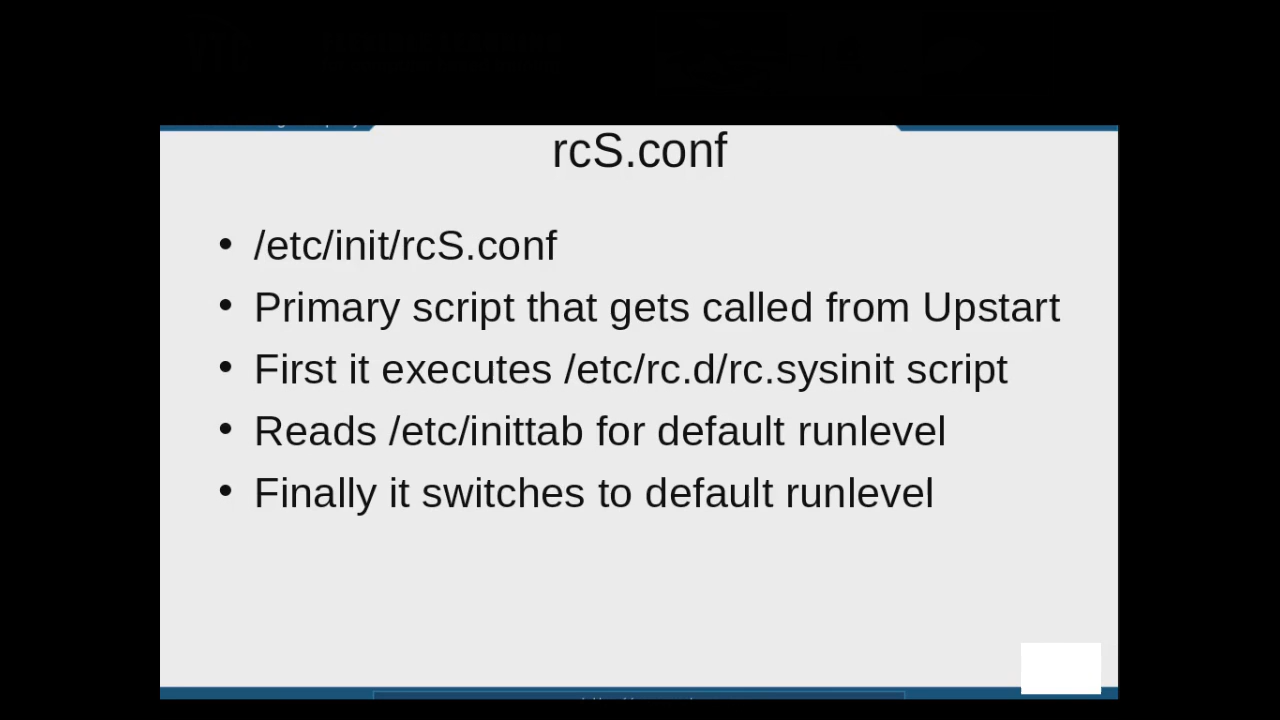 rcS.conf
• /etc/init/rcS.conf
• Primary script that gets called from Upstart
• First it executes /etc/rc.d/rc.sysinit script
• Reads /etc/inittab for default runlevel
• Finally it switches to default runlevel